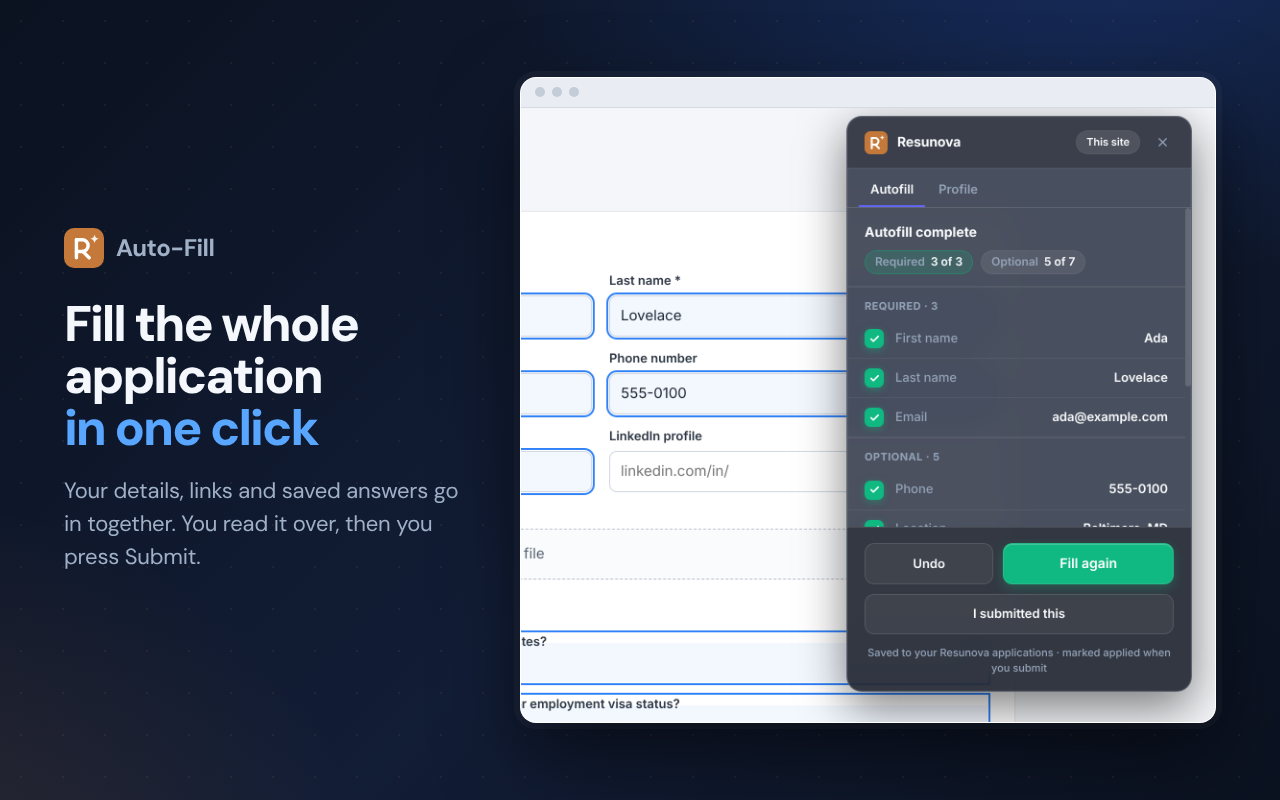 Auto-Fill
Fill the whole
application
in one click
Your details, links and saved answers go
in together. You read it over, then you
press Submit.
Last name *
Lovelace
Phone number
555-0100
LinkedIn profile
linkedin.com/in/
file
tes?
r employment visa status?
Resunova
This site
Autofill
Profile
Autofill complete
Required 3 of 3
Optional 5 of 7
REQUIRED · 3
First name
Ada
Last name
Lovelace
Email
ada@example.com
OPTIONAL · 5
Phone
555-0100
Location
Baltimore, MD
Undo
Fill again
I submitted this
Saved to your Resunova applications · marked applied when
you submit